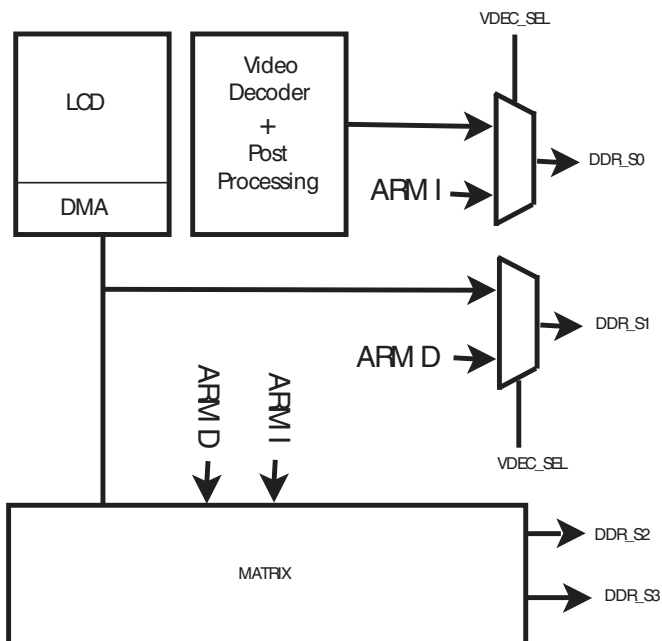 VDEC_SEL
LCD
DMA
Video
Decoder
+
Post
Processing
ARM I
DDR_S0
ARM D
DDR_S1
ARM D
ARM I
VDEC_SEL
MATRIX
DDR_S2
DDR_S3